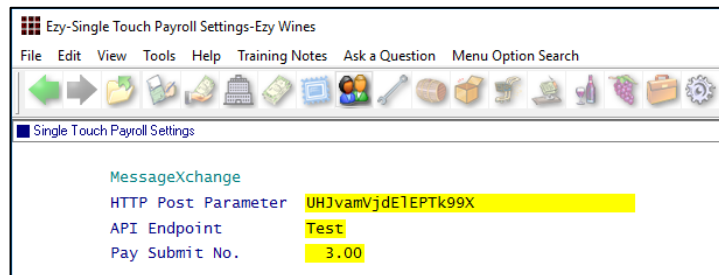 Ezy-Single Touch Payroll Settings-Ezy Wines
File Edit View Tools Help Training Notes Ask a Question Menu Option Search
Single Touch Payroll Settings
MessageXchange
HTTP Post Parameter UHJvamVjdElEPTk99X
API Endpoint Test
Pay Submit No. 3.00